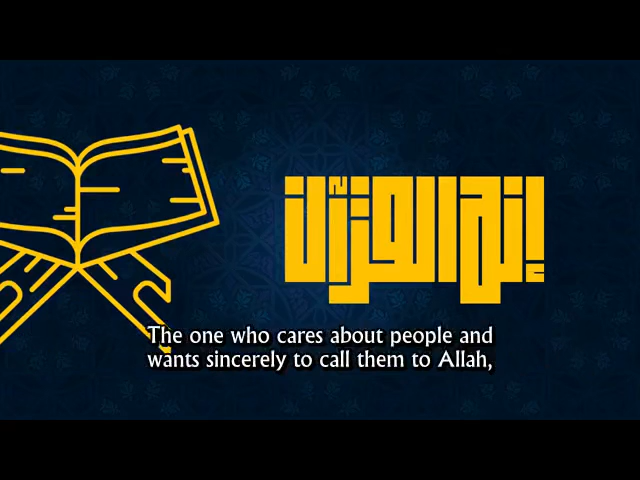 إنه القرآن
The one who cares about people and
wants sincerely to call them to Allah,